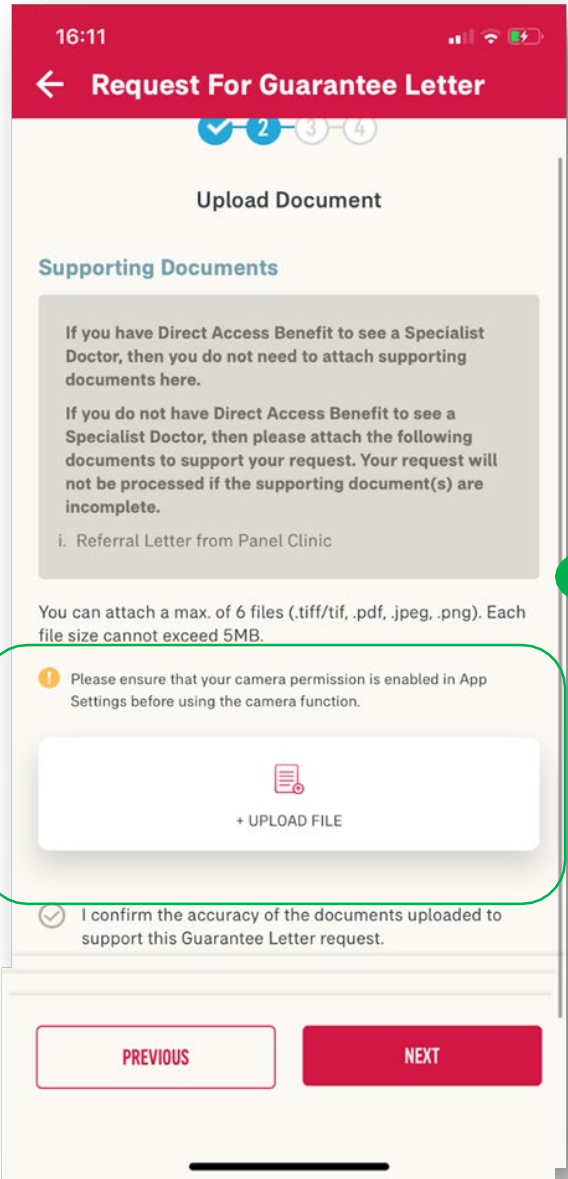 16:11
Request For Guarantee Letter
2 3 4
Upload Document
Supporting Documents
If you have Direct Access Benefit to see a Specialist
Doctor, then you do not need to attach supporting
documents here.
If you do not have Direct Access Benefit to see a
Specialist Doctor, then please attach the following
documents to support your request. Your request will
not be processed if the supporting document(s) are
incomplete.
i. Referral Letter from Panel Clinic
You can attach a max. of 6 files (.tiff/tif, .pdf, .jpeg, .png). Each
file size cannot exceed 5MB.
! Please ensure that your camera permission is enabled in App
Settings before using the camera function.
+ UPLOAD FILE
I confirm the accuracy of the documents uploaded to
support this Guarantee Letter request.
PREVIOUS NEXT